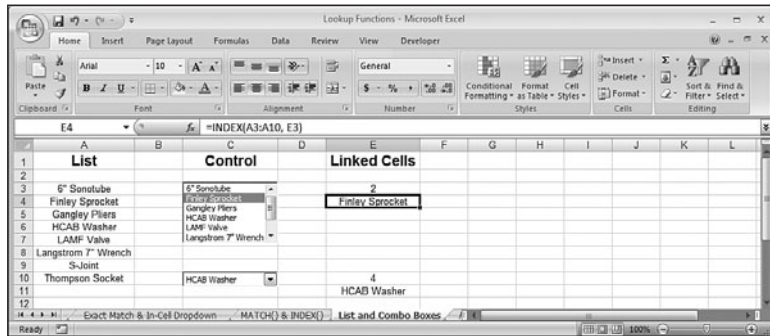 Lookup Functions - Microsoft Excel
Home Insert Page Layout Formulas Data Review View Developer
Paste
Arial 10 A A
B I U A
General
$ % ,
Conditional Formatting
Format as Table
Cell Styles
Insert
Delete
Format
Σ
Sort & Filter
Find & Select
Clipboard Font Alignment Number Styles Cells Editing
E4 fx =INDEX(A3:A10, E3)
A B C D E F G H I J K L
1 List Control Linked Cells
2
3 6" Sonotube 6" Sonotube 2
4 Finley Sprocket Finley Sprocket Finley Sprocket
5 Gangley Pliers Gangley Pliers
6 HCAB Washer HCAB Washer
7 LAMF Valve LAMF Valve
Langstrom 7" Wrench
8 Langstrom 7" Wrench
9 S-Joint
10 Thompson Socket HCAB Washer 4
11 HCAB Washer
12
Exact Match & In-Cell Dropdown MATCH() & INDEX() List and Combo Boxes
Ready 100%